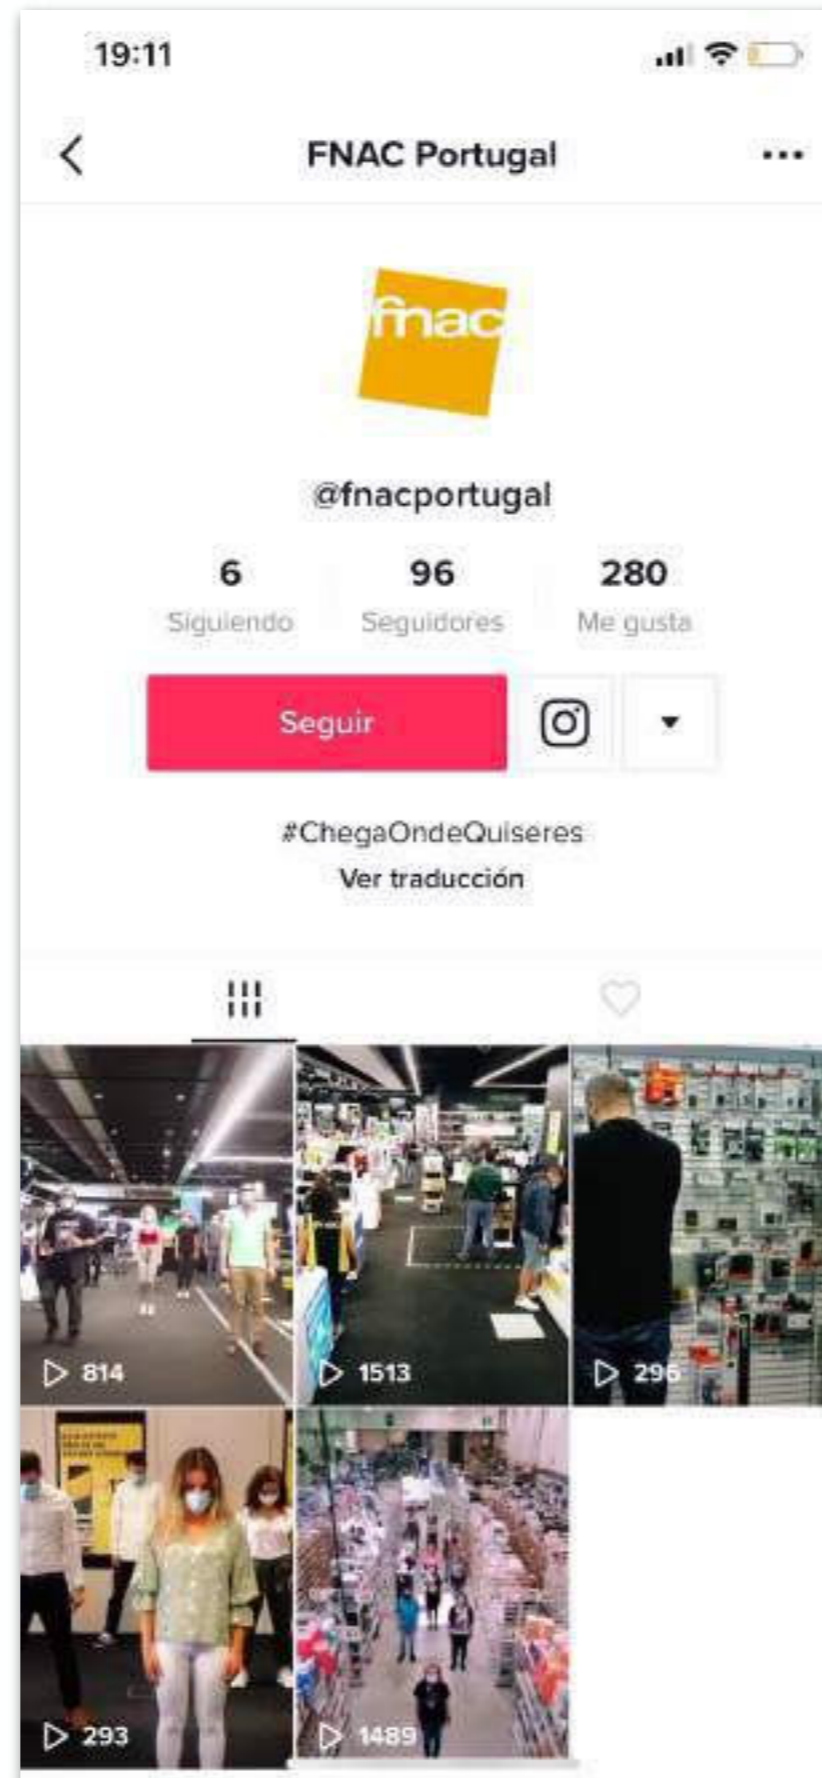 19:11
FNAC Portugal
fnac
@fnacportugal
6 96 280
Siguiendo Seguidores Me gusta
Seguir
#ChegaOndeQuiseres
Ver traducción
814 1513 296
293 1489